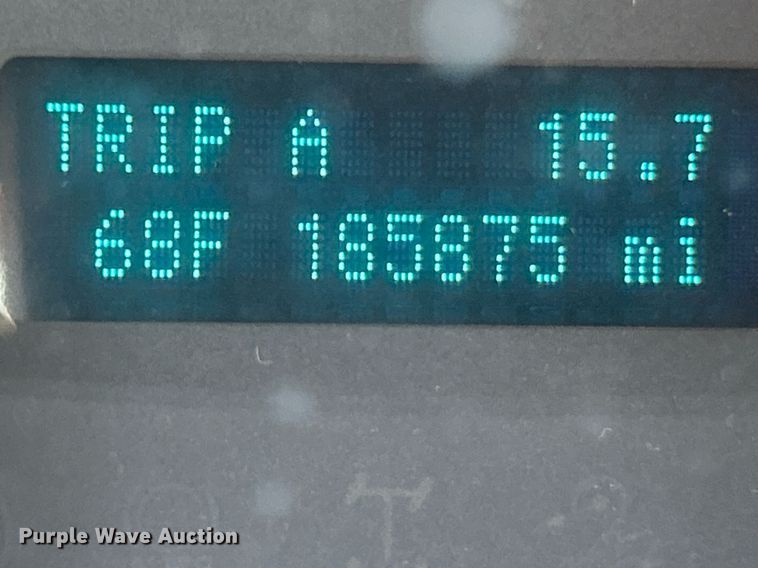 TRIP A 15.7
68F 185875 mi
Purple Wave Auction